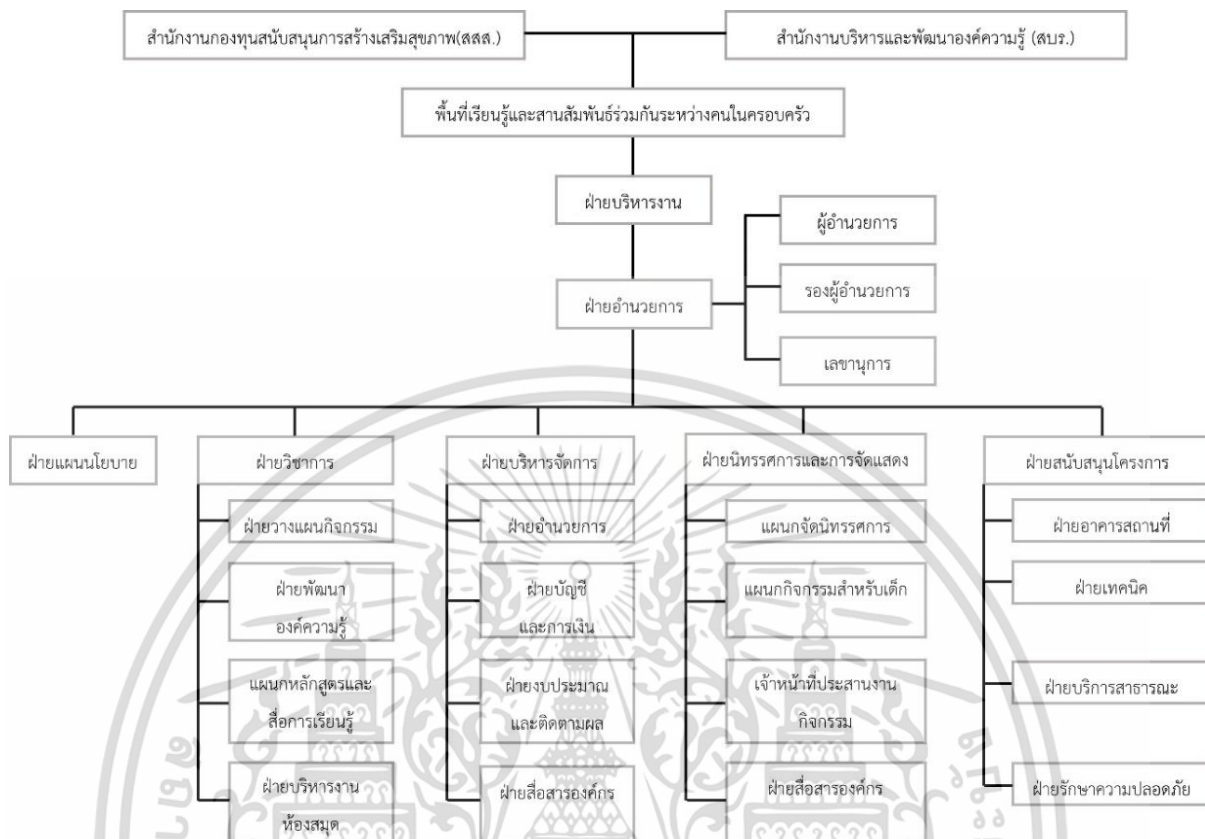 สำนักงานกองทุนสนับสนุนการสร้างเสริมสุขภาพ(สสส.)
สำนักงานบริหารและพัฒนาองค์ความรู้ (สบร.)
พื้นที่เรียนรู้และสานสัมพันธ์ร่วมกันระหว่างคนในครอบครัว
ฝ่ายบริหารงาน
ฝ่ายอำนวยการ
ผู้อำนวยการ
รองผู้อำนวยการ
เลขานุการ
ฝ่ายแผนนโยบาย
ฝ่ายวิชาการ
ฝ่ายวางแผนกิจกรรม
ฝ่ายพัฒนา
องค์ความรู้
แผนกหลักสูตรและ
สื่อการเรียนรู้
ฝ่ายบริหารงาน
ห้องสมุด
ฝ่ายบริหารจัดการ
ฝ่ายอำนวยการ
ฝ่ายบัญชี
และการเงิน
ฝ่ายงบประมาณ
และติดตามผล
ฝ่ายสื่อสารองค์กร
ฝ่ายนิทรรศการและการจัดแสดง
แผนกจัดนิทรรศการ
แผนกกิจกรรมสำหรับเด็ก
เจ้าหน้าที่ประสานงาน
กิจกรรม
ฝ่ายสื่อสารองค์กร
ฝ่ายสนับสนุนโครงการ
ฝ่ายอาคารสถานที่
ฝ่ายเทคนิค
ฝ่ายบริการสาธารณะ
ฝ่ายรักษาความปลอดภัย